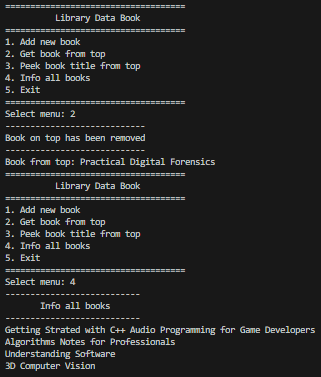 ====================================
Library Data Book
====================================
1. Add new book
2. Get book from top
3. Peek book title from top
4. Info all books
5. Exit
====================================
Select menu: 2
----------------------------
Book on top has been removed
----------------------------
Book from top: Practical Digital Forensics
====================================
Library Data Book
====================================
1. Add new book
2. Get book from top
3. Peek book title from top
4. Info all books
5. Exit
====================================
Select menu: 4
---------------------------
Info all books
---------------------------
Getting Strated with C++ Audio Programming for Game Developers
Algorithms Notes for Professionals
Understanding Software
3D Computer Vision